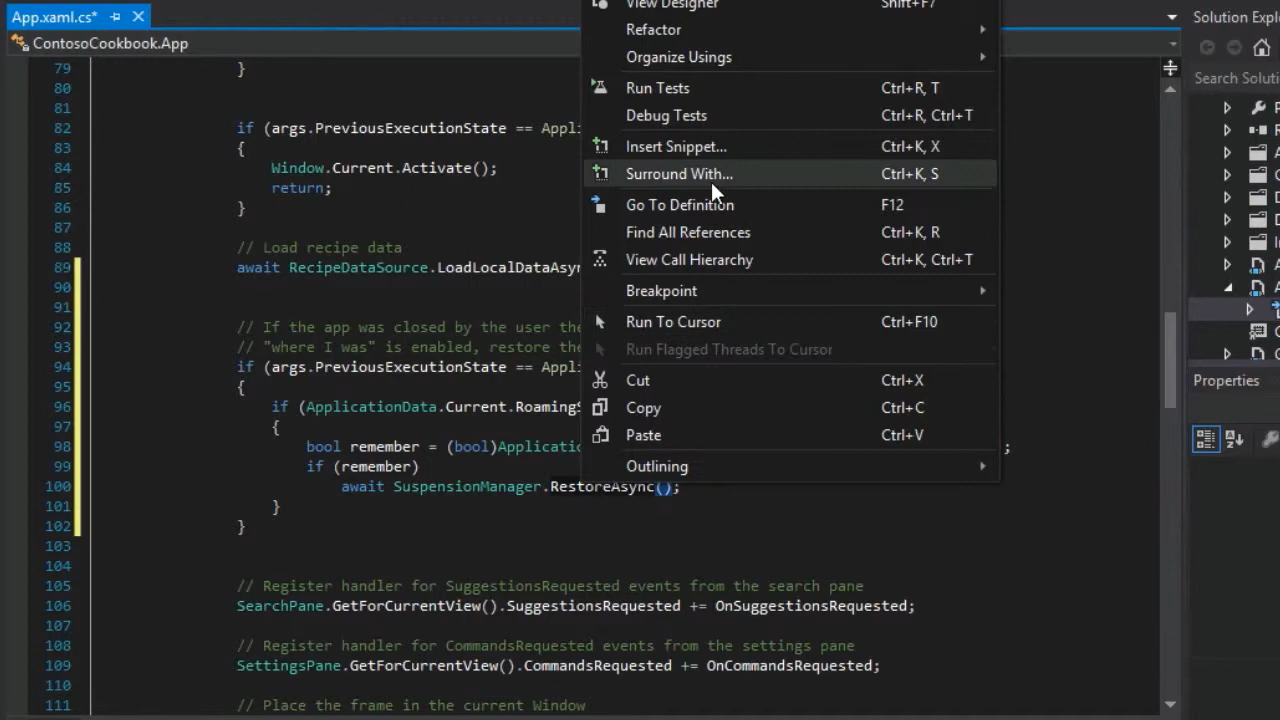 App.xaml.cs*
Solution Explo
ContosoCookbook.App
Search Solutio
View Designer Shift+F7
Refactor
Organize Usings
Run Tests Ctrl+R, T
Debug Tests Ctrl+R, Ctrl+T
Insert Snippet... Ctrl+K, X
Surround With... Ctrl+K, S
Go To Definition F12
Find All References Ctrl+K, R
View Call Hierarchy Ctrl+K, Ctrl+T
Breakpoint
Run To Cursor Ctrl+F10
Run Flagged Threads To Cursor
Cut Ctrl+X
Copy Ctrl+C
Paste Ctrl+V
Outlining
79 }
80
81
82 if (args.PreviousExecutionState == Appli
83 {
84 Window.Current.Activate();
85 return;
86 }
87
88 // Load recipe data
89 await RecipeDataSource.LoadLocalDataAsyn
90
91
92 // If the app was closed by the user the
93 // "where I was" is enabled, restore the
94 if (args.PreviousExecutionState == Appli
95 {
96 if (ApplicationData.Current.RoamingS
97 {
98 bool remember = (bool)Applicatio ;
99 if (remember)
100 await SuspensionManager.RestoreAsync();
101 }
102 }
103
104
105 // Register handler for SuggestionsRequested events from the search pane
106 SearchPane.GetForCurrentView().SuggestionsRequested += OnSuggestionsRequested;
107
108 // Register handler for CommandsRequested events from the settings pane
109 SettingsPane.GetForCurrentView().CommandsRequested += OnCommandsRequested;
110
111 // Place the frame in the current Window
Properties